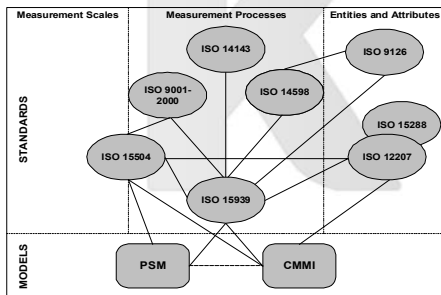 Measurement Scales
Measurement Processes
Entities and Attributes
STANDARDS
ISO 14143
ISO 9126
ISO 9001-
2000
ISO 14598
ISO 15288
ISO 15504
ISO 12207
ISO 15939
MODELS
PSM
CMMI